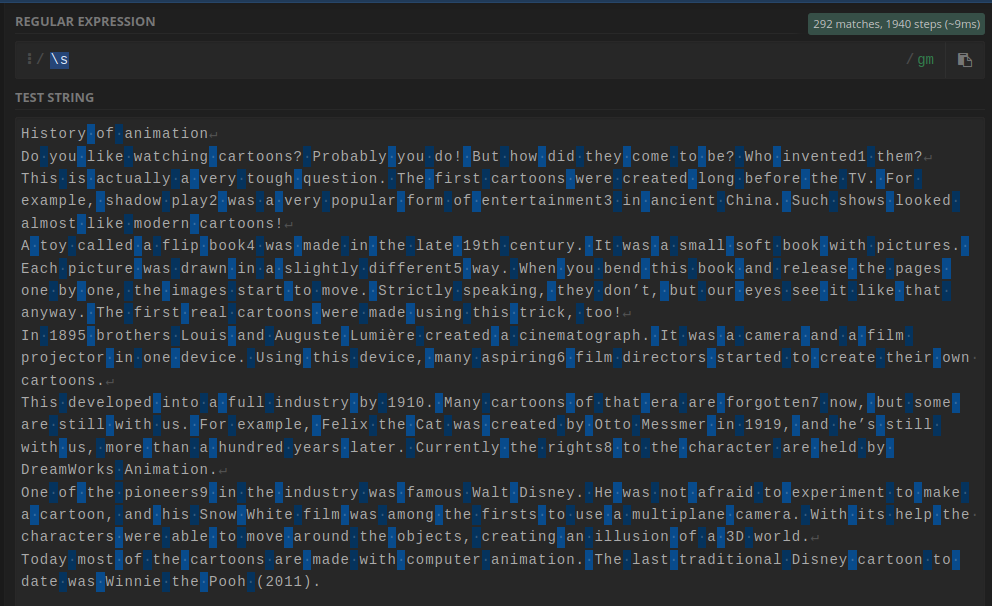 REGULAR EXPRESSION
292 matches, 1940 steps (~9ms)
/ \s
/ gm
TEST STRING
History of animation
Do you like watching cartoons? Probably you do! But how did they come to be? Who invented1 them?
This is actually a very tough question. The first cartoons were created long before the TV. For
example, shadow play2 was a very popular form of entertainment3 in ancient China. Such shows looked
almost like modern cartoons!
A toy called a flip book4 was made in the late 19th century. It was a small soft book with pictures.
Each picture was drawn in a slightly different5 way. When you bend this book and release the pages
one by one, the images start to move. Strictly speaking, they don’t, but our eyes see it like that
anyway. The first real cartoons were made using this trick, too!
In 1895 brothers Louis and Auguste Lumière created a cinematograph. It was a camera and a film
projector in one device. Using this device, many aspiring6 film directors started to create their own
cartoons.
This developed into a full industry by 1910. Many cartoons of that era are forgotten7 now, but some
are still with us. For example, Felix the Cat was created by Otto Messmer in 1919, and he’s still
with us, more than a hundred years later. Currently the rights8 to the character are held by
DreamWorks Animation.
One of the pioneers9 in the industry was famous Walt Disney. He was not afraid to experiment to make
a cartoon, and his Snow White film was among the firsts to use a multiplane camera. With its help the
characters were able to move around the objects, creating an illusion of a 3D world.
Today most of the cartoons are made with computer animation. The last traditional Disney cartoon to
date was Winnie the Pooh (2011).